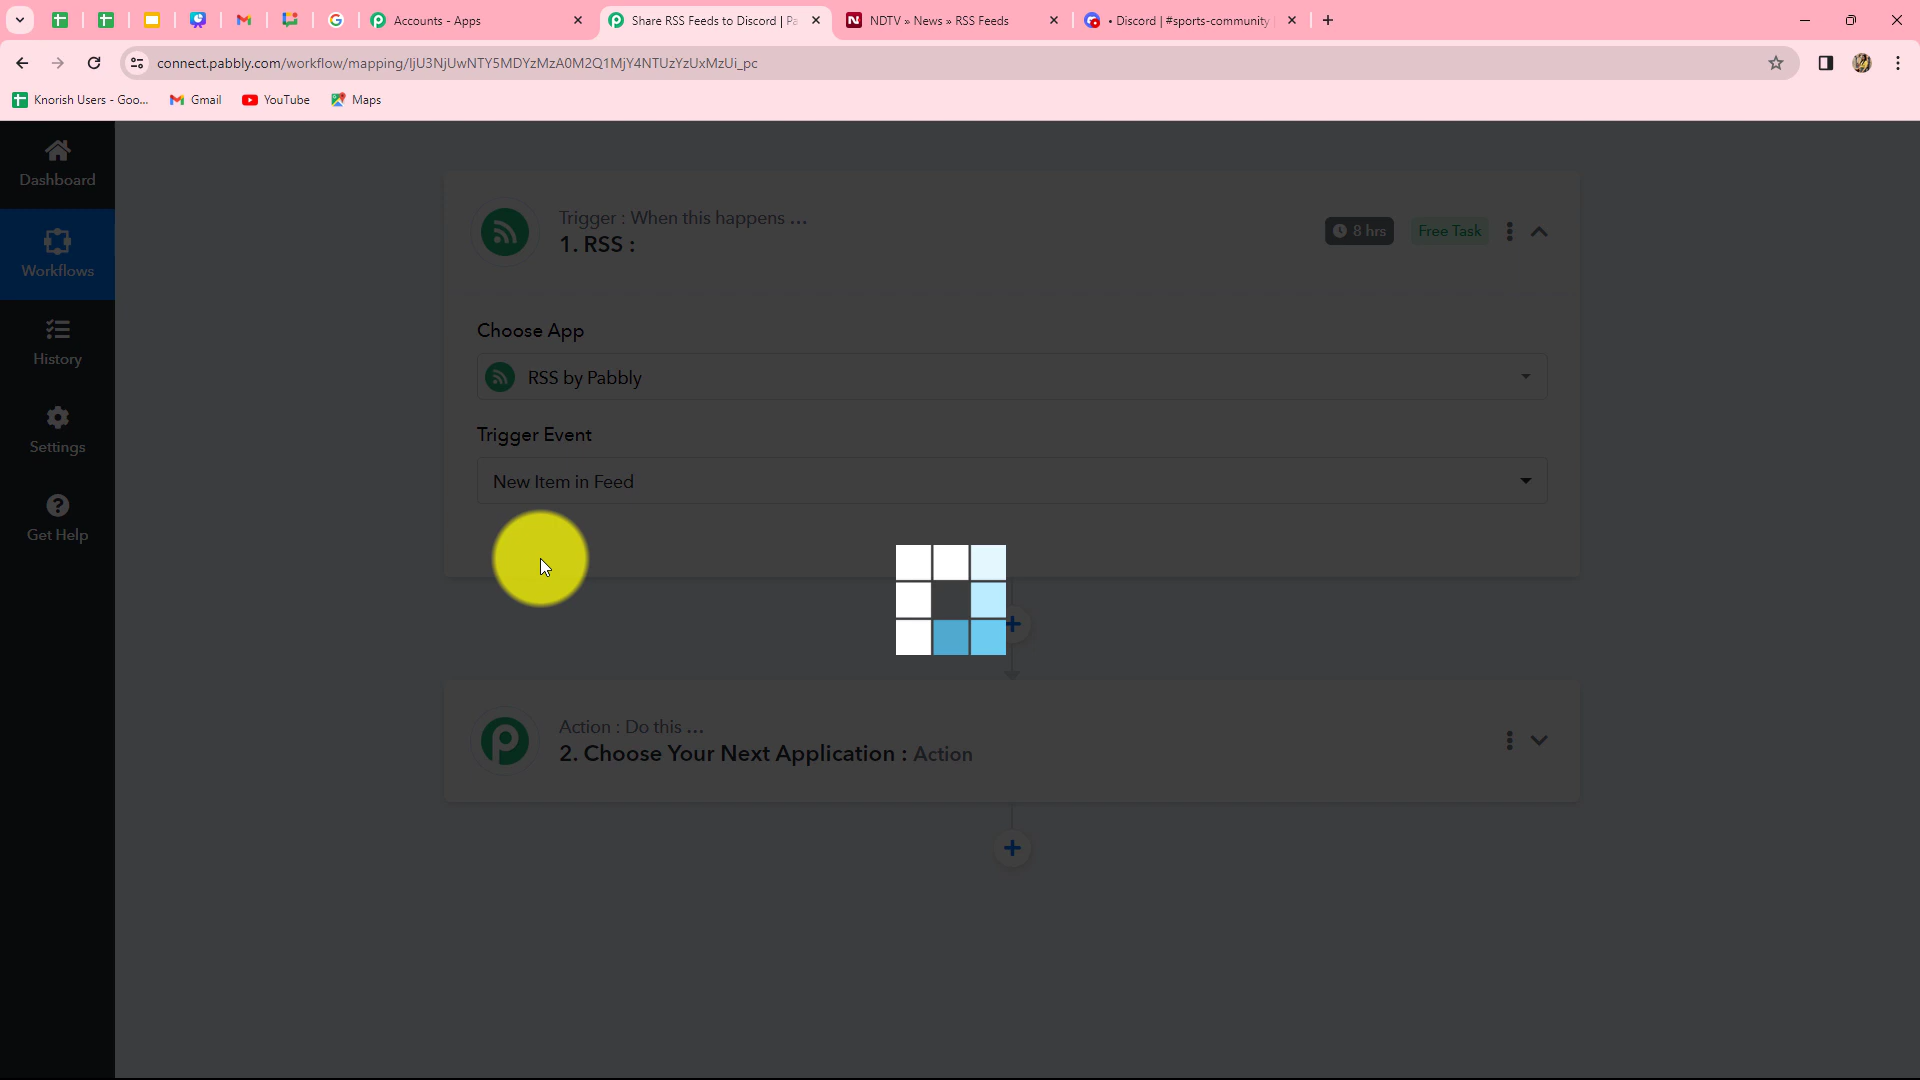 Accounts - Apps
Share RSS Feeds to Discord | Pa
NDTV » News » RSS Feeds
• Discord | #sports-community
connect.pabbly.com/workflow/mapping/IjU3NjUwNTY5MDYzMzA0M2Q1MjY4NTUzYzUxMzUi_pc
Knorish Users - Goo...
Gmail
YouTube
Maps
Dashboard
Workflows
History
Settings
Get Help
Trigger : When this happens ...
1. RSS :
8 hrs
Free Task
Choose App
RSS by Pabbly
Trigger Event
New Item in Feed
Action : Do this ...
2. Choose Your Next Application : Action